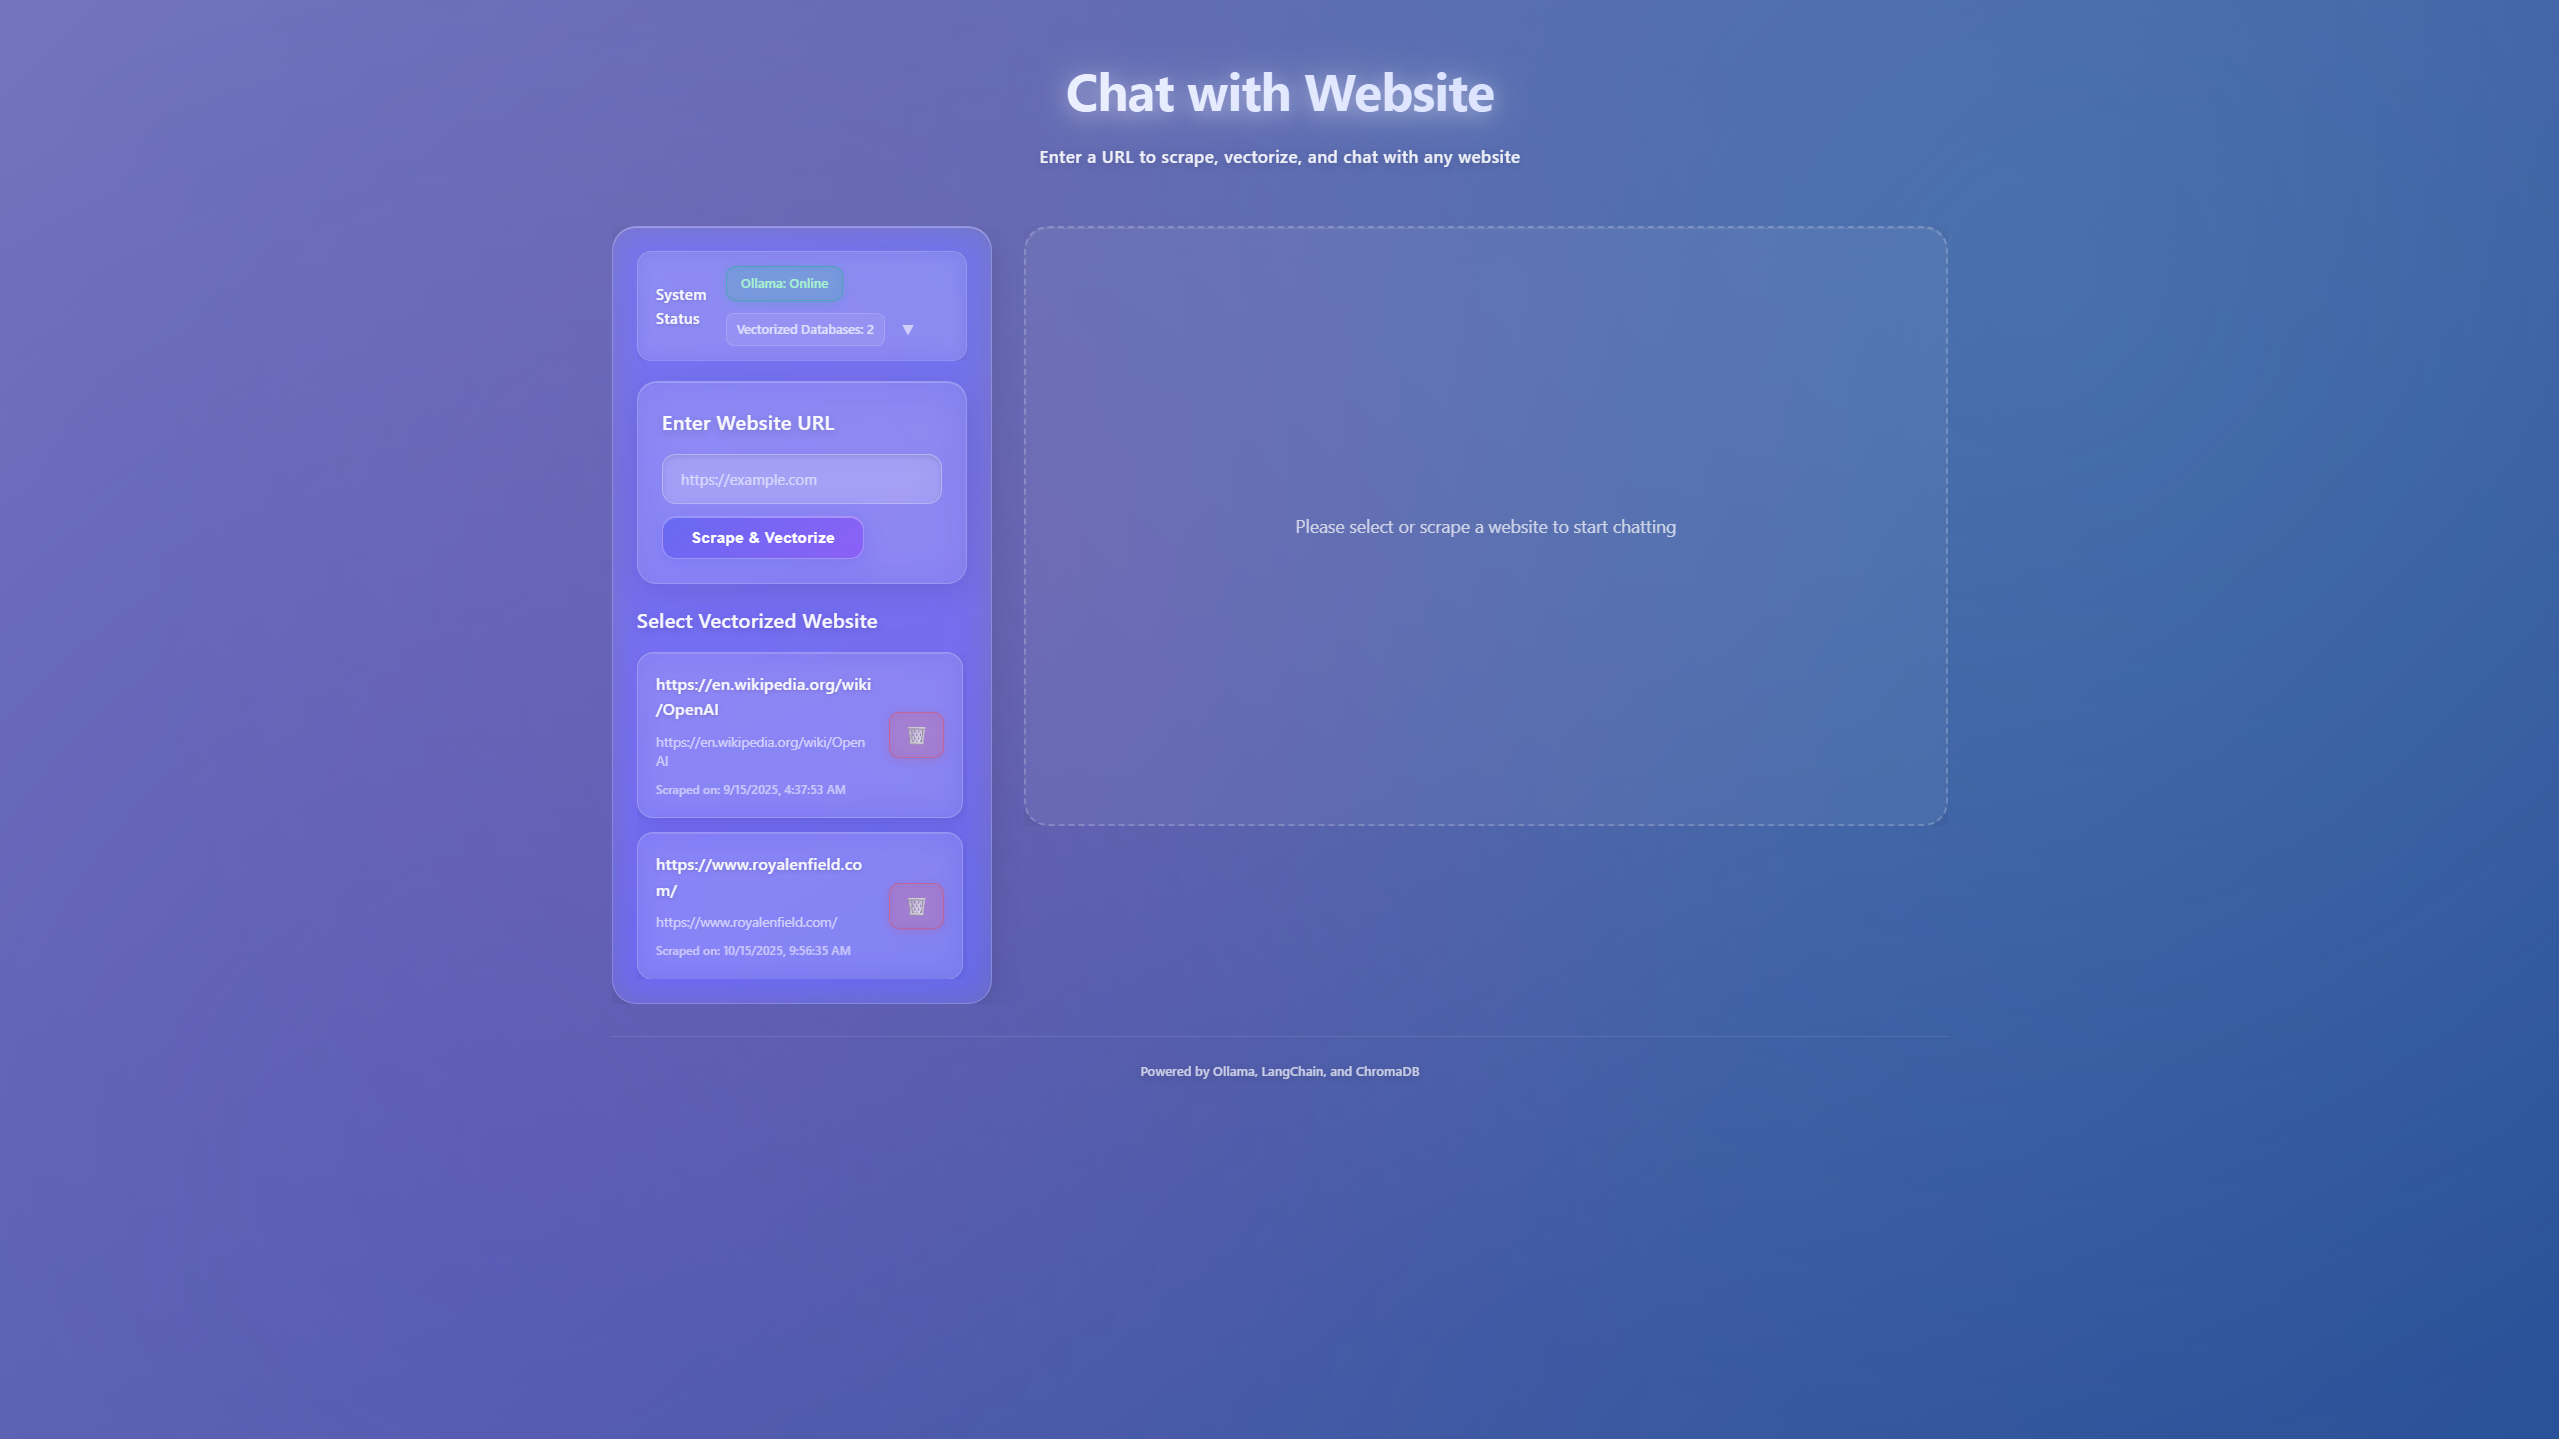 Chat with Website
Enter a URL to scrape, vectorize, and chat with any website
System
Status
Ollama: Online
Vectorized Databases: 2 ▼
Enter Website URL
https://example.com
Scrape & Vectorize
Select Vectorized Website
https://en.wikipedia.org/wiki
/OpenAI
https://en.wikipedia.org/wiki/Open
AI
Scraped on: 9/15/2025, 4:37:53 AM
https://www.royalenfield.co
m/
https://www.royalenfield.com/
Scraped on: 10/15/2025, 9:56:35 AM
Please select or scrape a website to start chatting
Powered by Ollama, LangChain, and ChromaDB